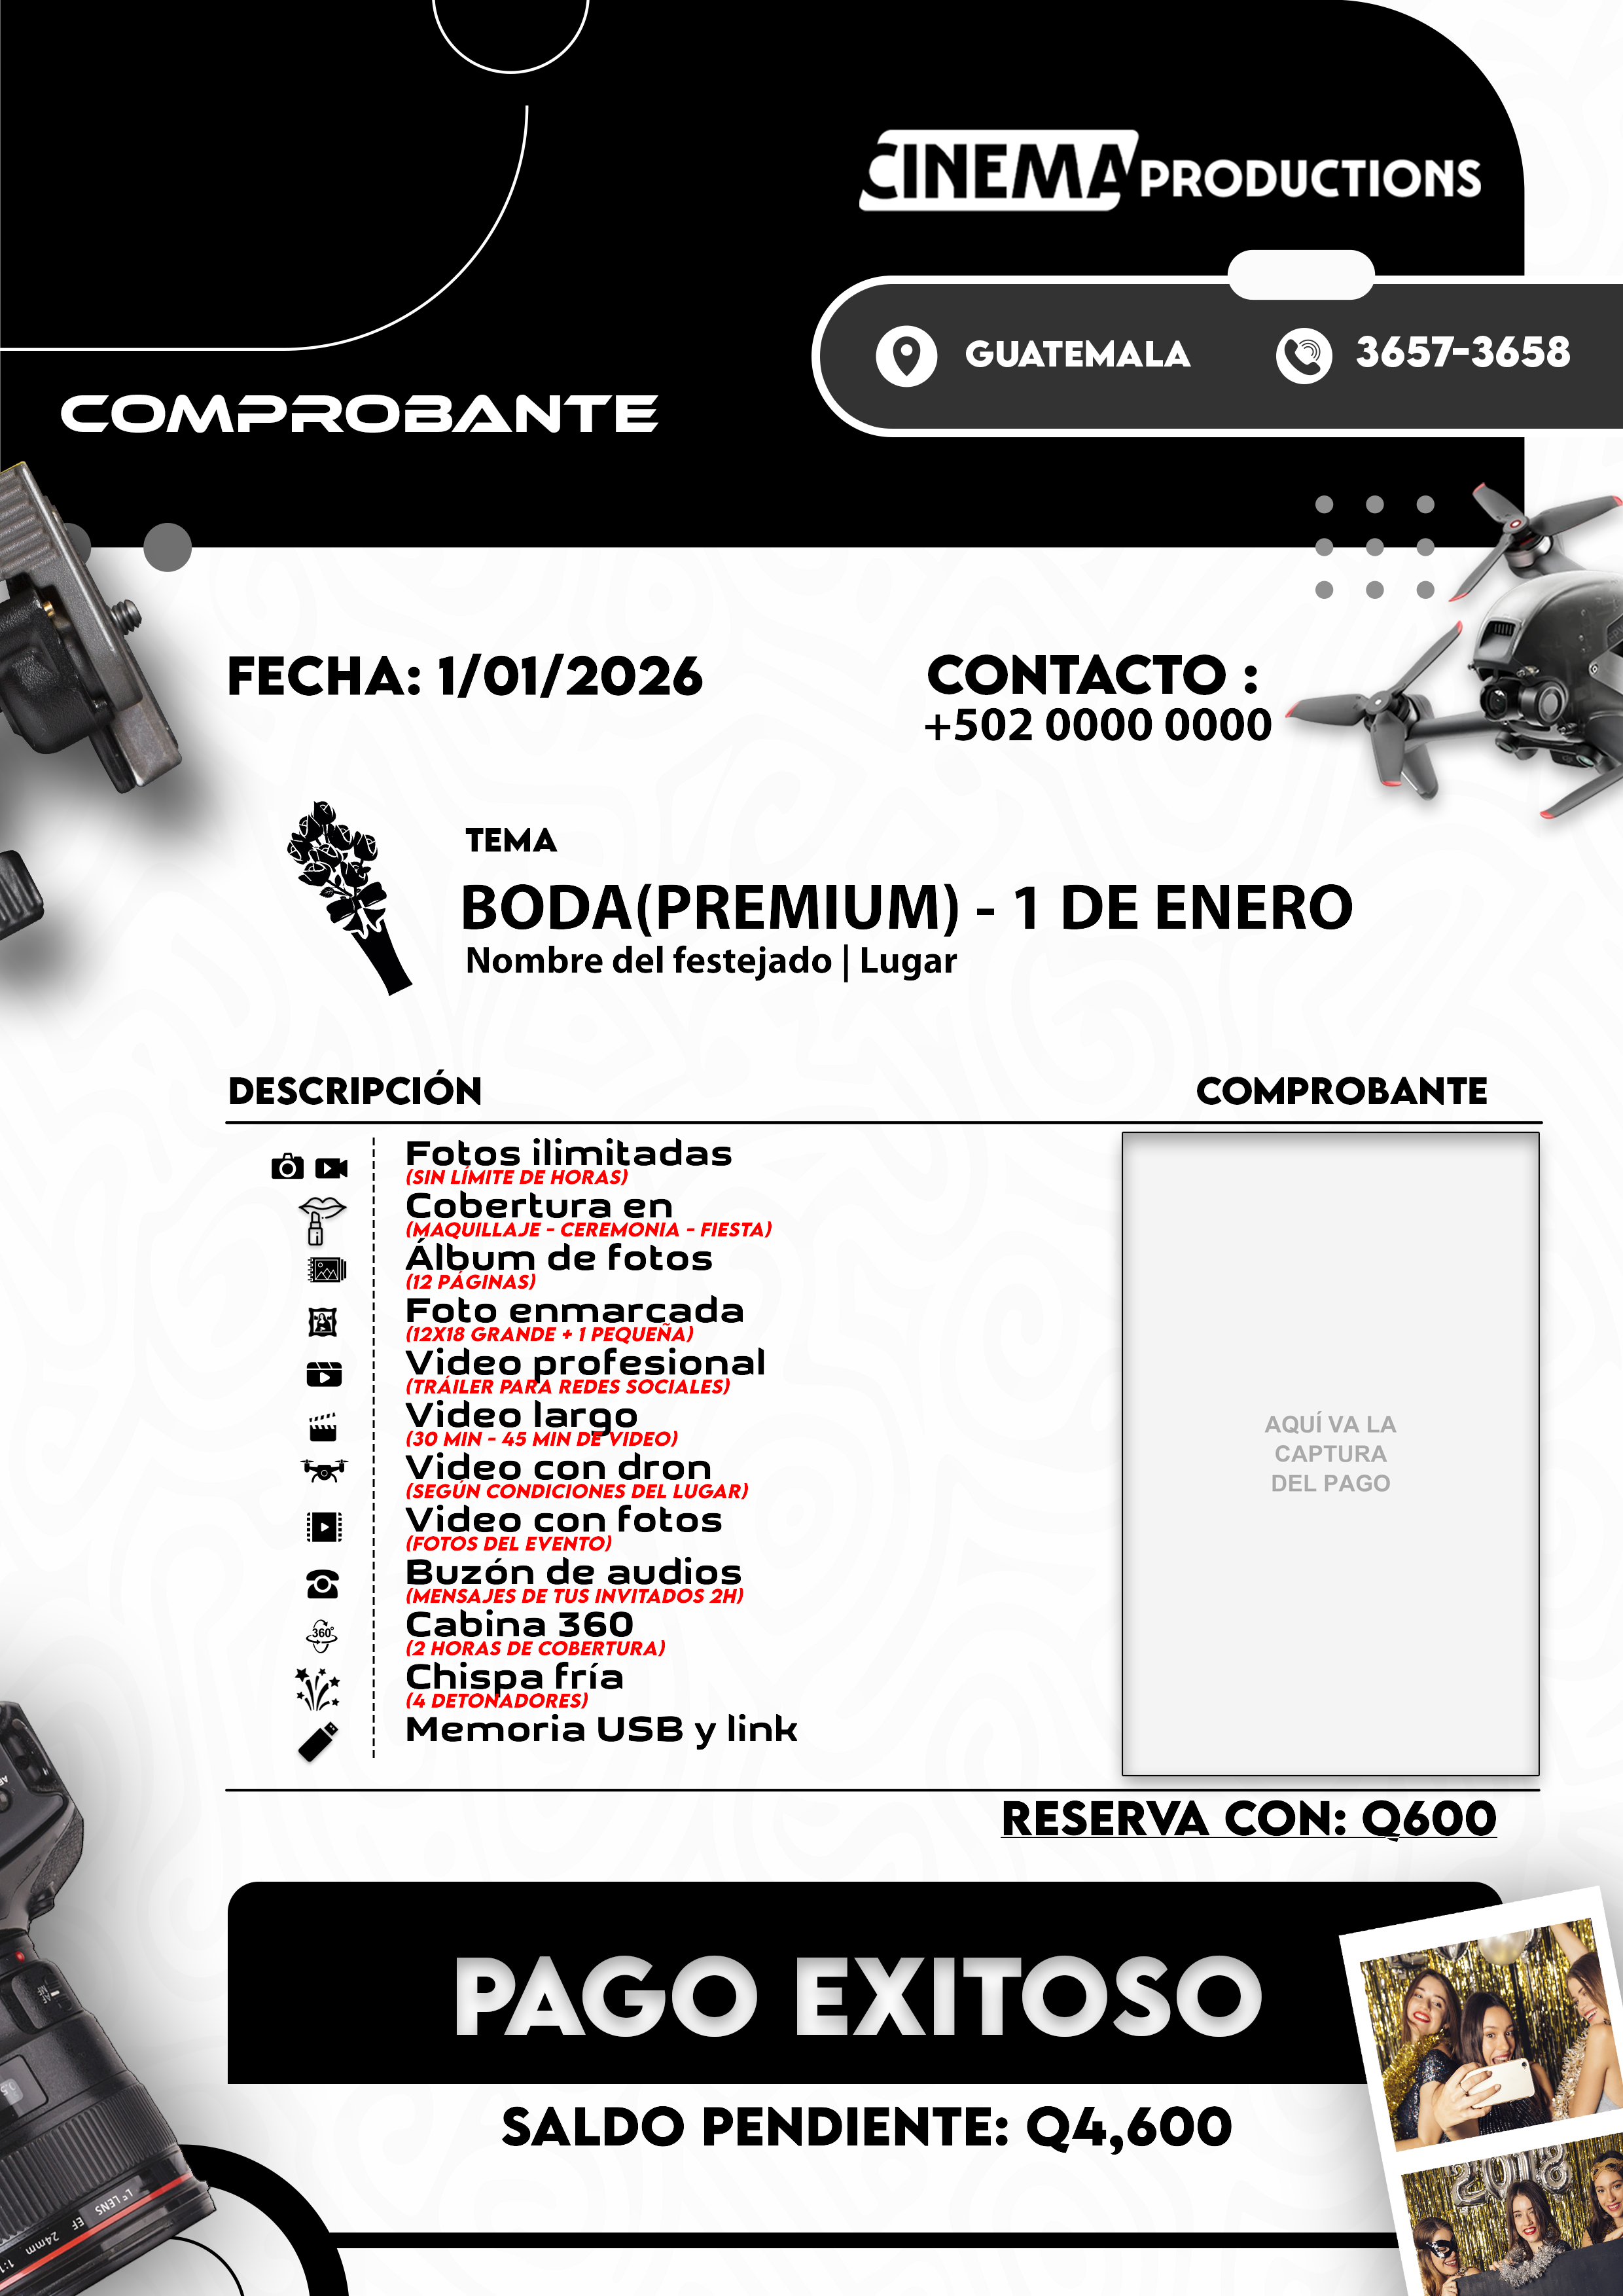 CINEMA PRODUCTIONS
GUATEMALA
3657-3658
COMPROBANTE
FECHA: 1/01/2026
CONTACTO :
+502 0000 0000
TEMA
BODA(PREMIUM) - 1 DE ENERO
Nombre del festejado | Lugar
DESCRIPCIÓN
COMPROBANTE
Fotos ilimitadas
(SIN LÍMITE DE HORAS)
Cobertura en
(MAQUILLAJE - CEREMONIA - FIESTA)
Álbum de fotos
(12 PÁGINAS)
Foto enmarcada
(12X18 GRANDE + 1 PEQUEÑA)
Video profesional
(TRÁILER PARA REDES SOCIALES)
Video largo
(30 MIN - 45 MIN DE VIDEO)
Video con dron
(SEGÚN CONDICIONES DEL LUGAR)
Video con fotos
(FOTOS DEL EVENTO)
Buzón de audios
(MENSAJES DE TUS INVITADOS 2H)
360°
Cabina 360
(2 HORAS DE COBERTURA)
Chispa fría
(4 DETONADORES)
Memoria USB y link
AQUÍ VA LA
CAPTURA
DEL PAGO
RESERVA CON: Q600
PAGO EXITOSO
SALDO PENDIENTE: Q4,600
2018
EF LENS
24mm